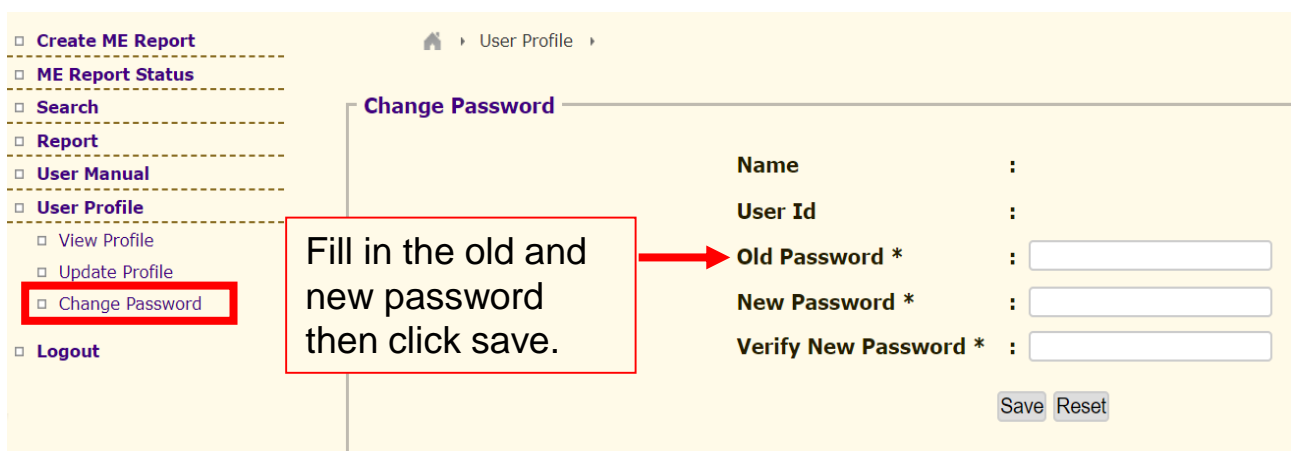 Create ME Report
ME Report Status
Search
Report
User Manual
User Profile
View Profile
Update Profile
Change Password
Logout
User Profile
Change Password
Name :
User Id :
Old Password * :
New Password * :
Verify New Password * :
Save Reset
Fill in the old and
new password
then click save.